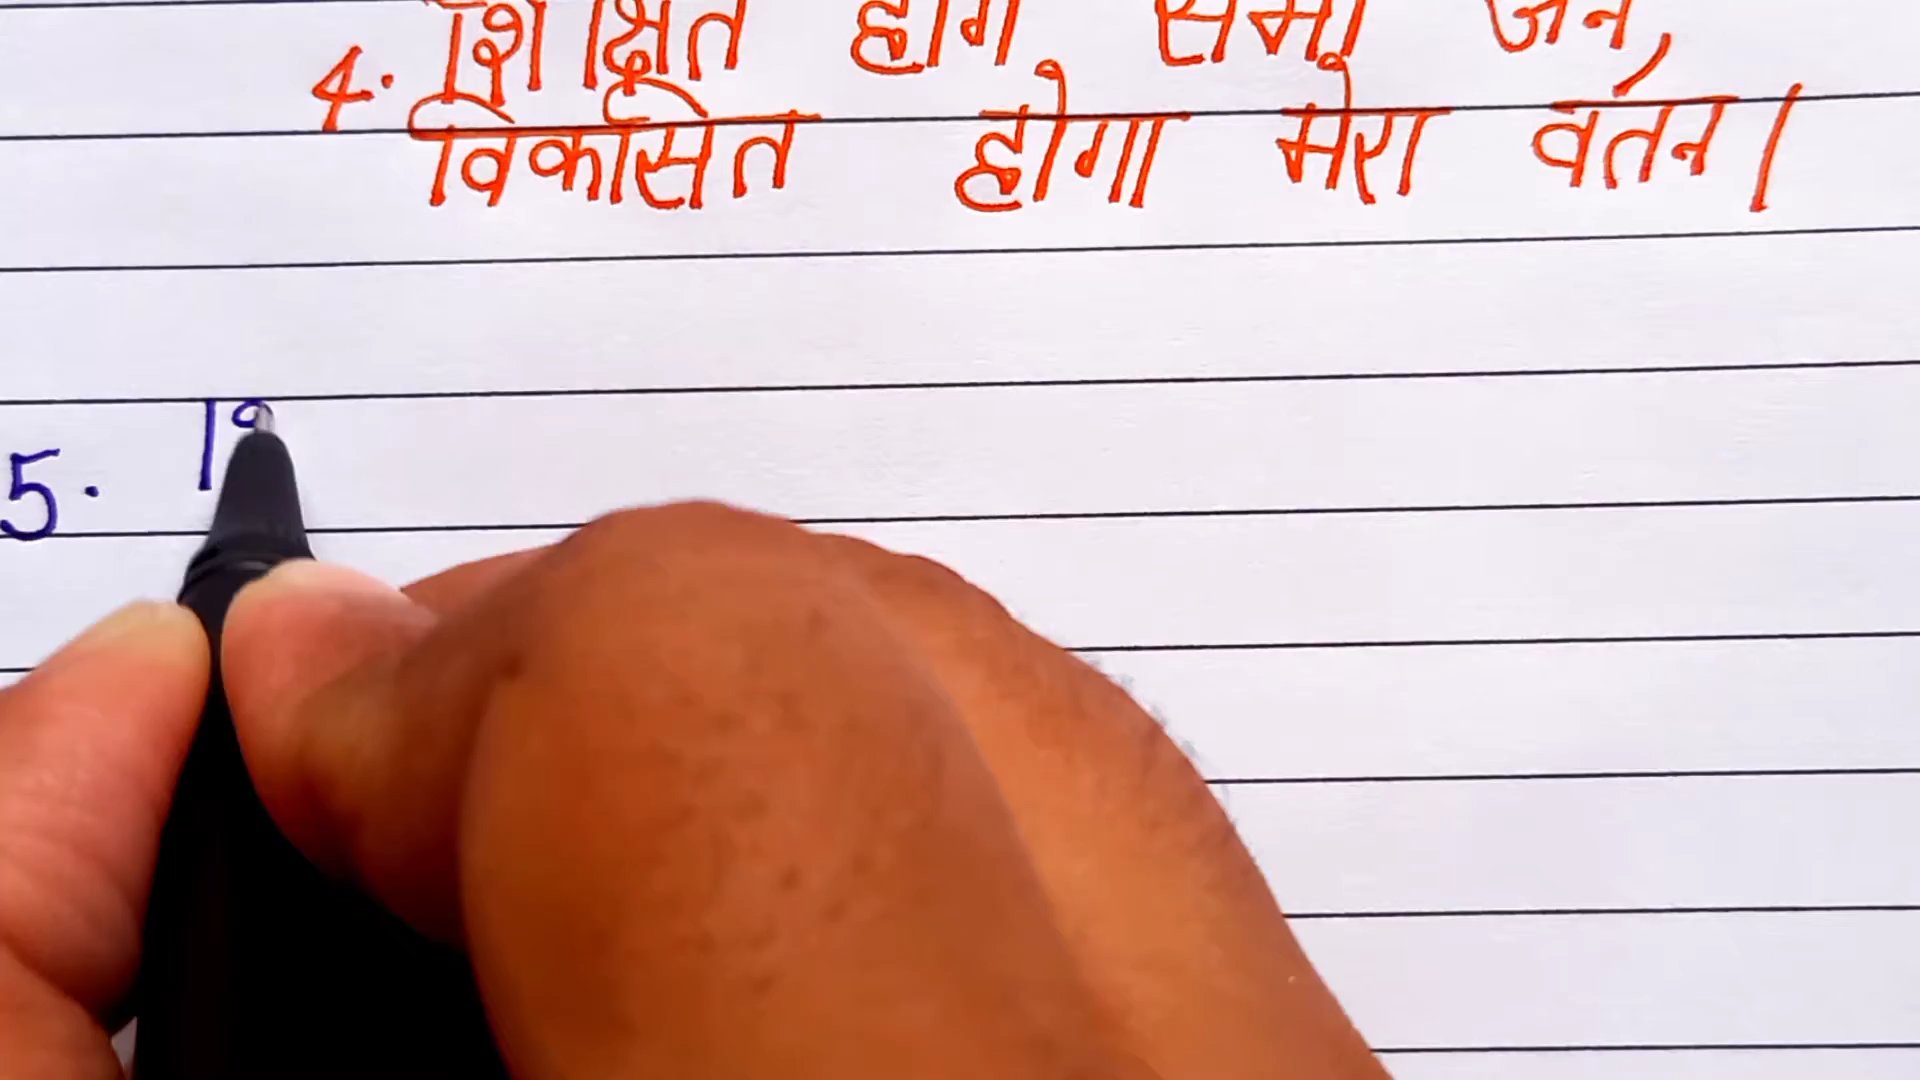 4. शिक्षित होंगे सभी जन,
विकसित होगा मेरा वतन।
5.